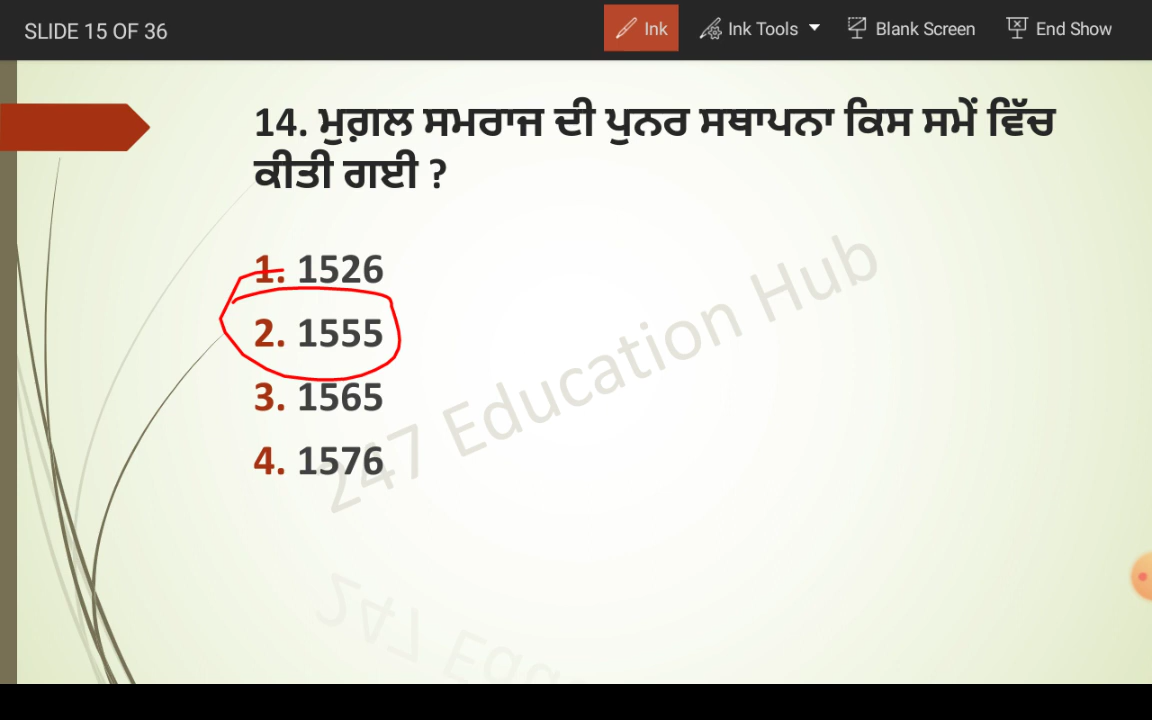 SLIDE 15 OF 36
Ink
Ink Tools
Blank Screen
End Show
14. ਮੁਗ਼ਲ ਸਮਰਾਜ ਦੀ ਪੁਨਰ ਸਥਾਪਨਾ ਕਿਸ ਸਮੇਂ ਵਿੱਚ
ਕੀਤੀ ਗਈ ?
1. 1526
2. 1555
3. 1565
4. 1576
247 Education Hub